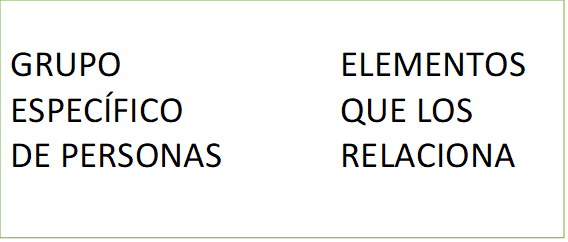 GRUPO
ESPECÍFICO
DE PERSONAS
ELEMENTOS
QUE LOS
RELACIONA